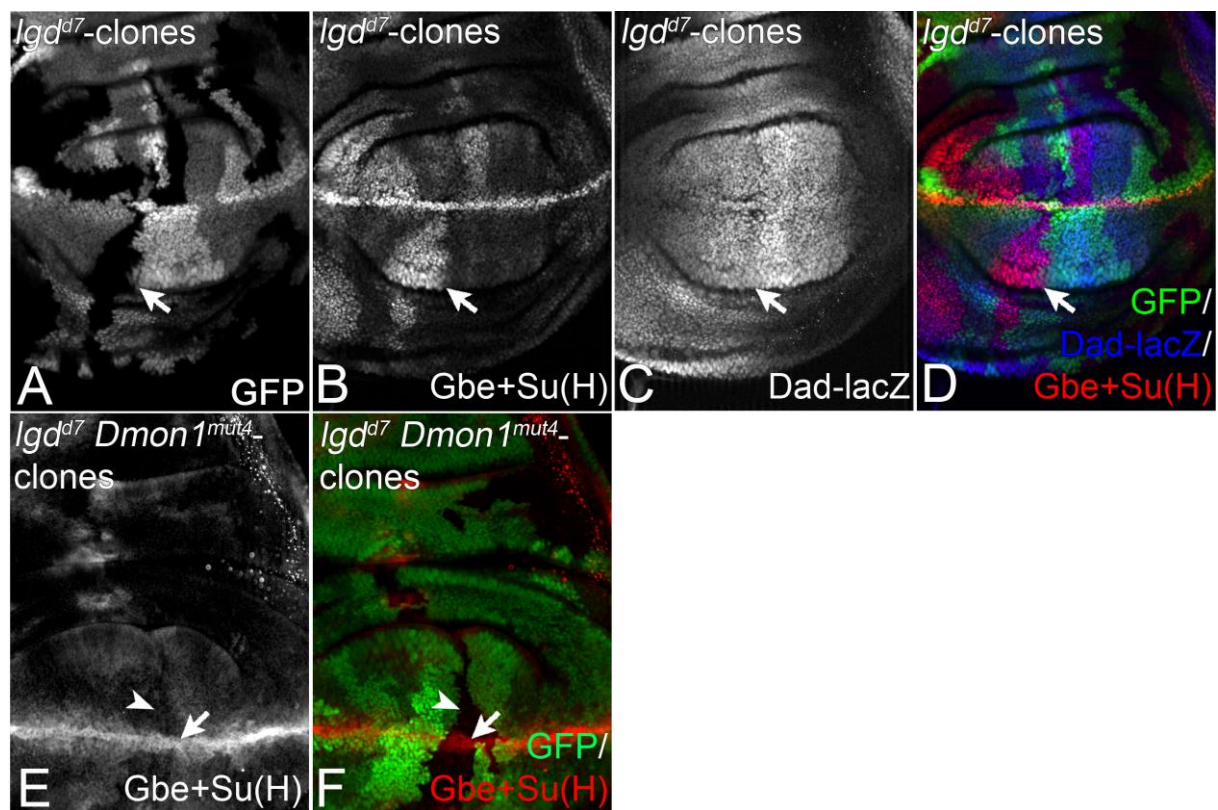 lgd^d7-clones
A
GFP
lgd^d7-clones
B
Gbe+Su(H)
lgd^d7-clones
C
Dad-lacZ
lgd^d7-clones
D
GFP/
Dad-lacZ/
Gbe+Su(H)
lgd^d7 Dmon1^mut4-
clones
E
Gbe+Su(H)
lgd^d7 Dmon1^mut4-
clones
F
GFP/
Gbe+Su(H)